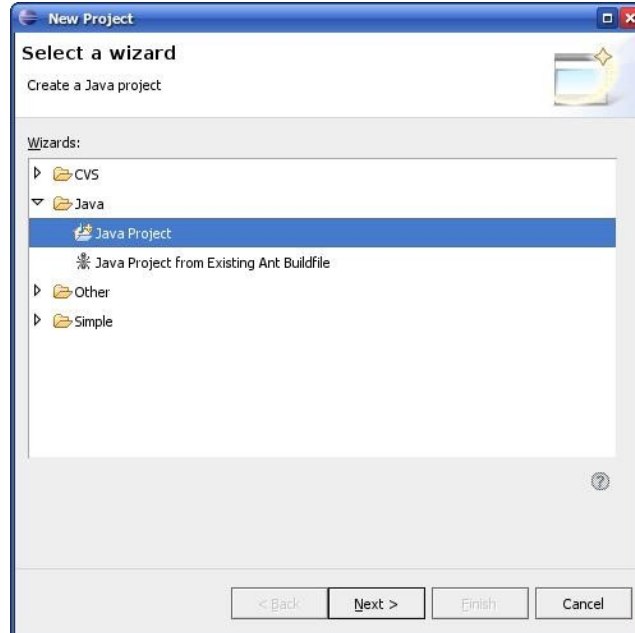 New Project
Select a wizard
Create a Java project
Wizards:
CVS
Java
Java Project
Java Project from Existing Ant Buildfile
Other
Simple
< Back Next > Finish Cancel